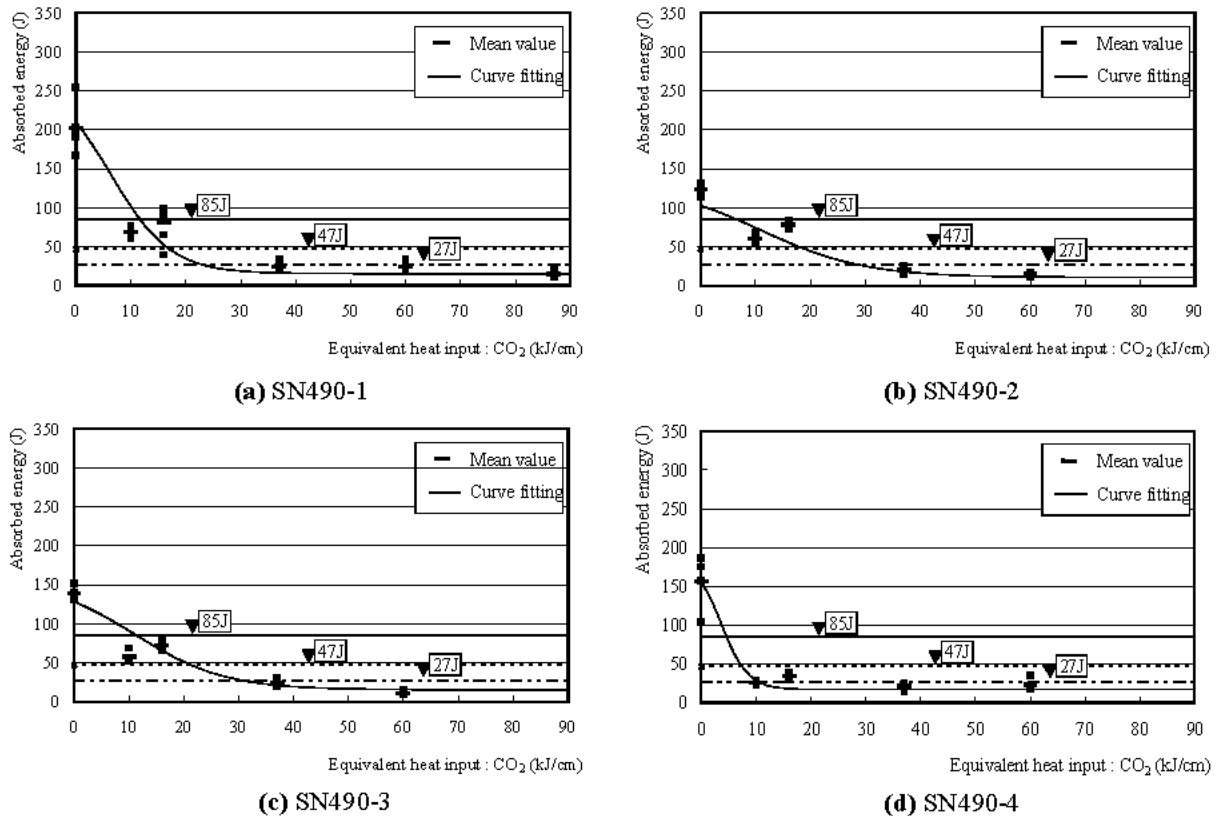 Absorbed energy (J)
350
300
250
200
150
100
50
0
Mean value
Curve fitting
85J
47J
27J
0 10 20 30 40 50 60 70 80 90
Equivalent heat input : CO2 (kJ/cm)
(a) SN490-1
Absorbed energy (J)
350
300
250
200
150
100
50
0
Mean value
Curve fitting
85J
47J
27J
0 10 20 30 40 50 60 70 80 90
Equivalent heat input : CO2 (kJ/cm)
(b) SN490-2
Absorbed energy (J)
350
300
250
200
150
100
50
0
Mean value
Curve fitting
85J
47J
27J
0 10 20 30 40 50 60 70 80 90
Equivalent heat input : CO2 (kJ/cm)
(c) SN490-3
Absorbed energy (J)
350
300
250
200
150
100
50
0
Mean value
Curve fitting
85J
47J
27J
0 10 20 30 40 50 60 70 80 90
Equivalent heat input : CO2 (kJ/cm)
(d) SN490-4